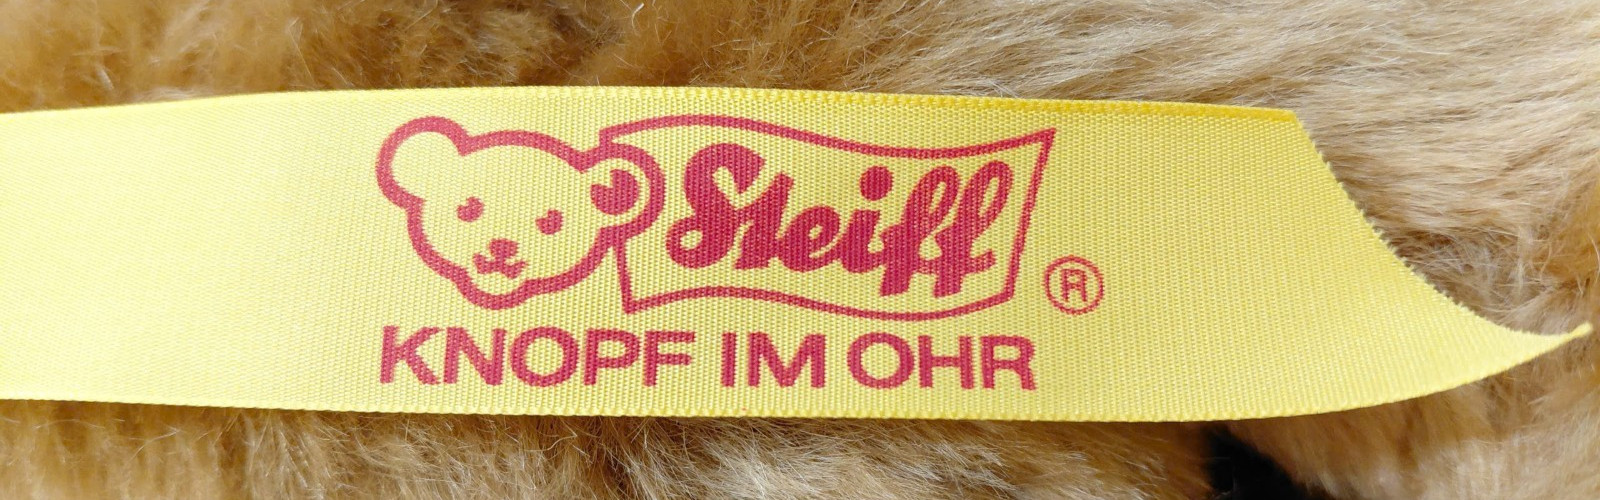 Steiff ®
KNOPF IM OHR